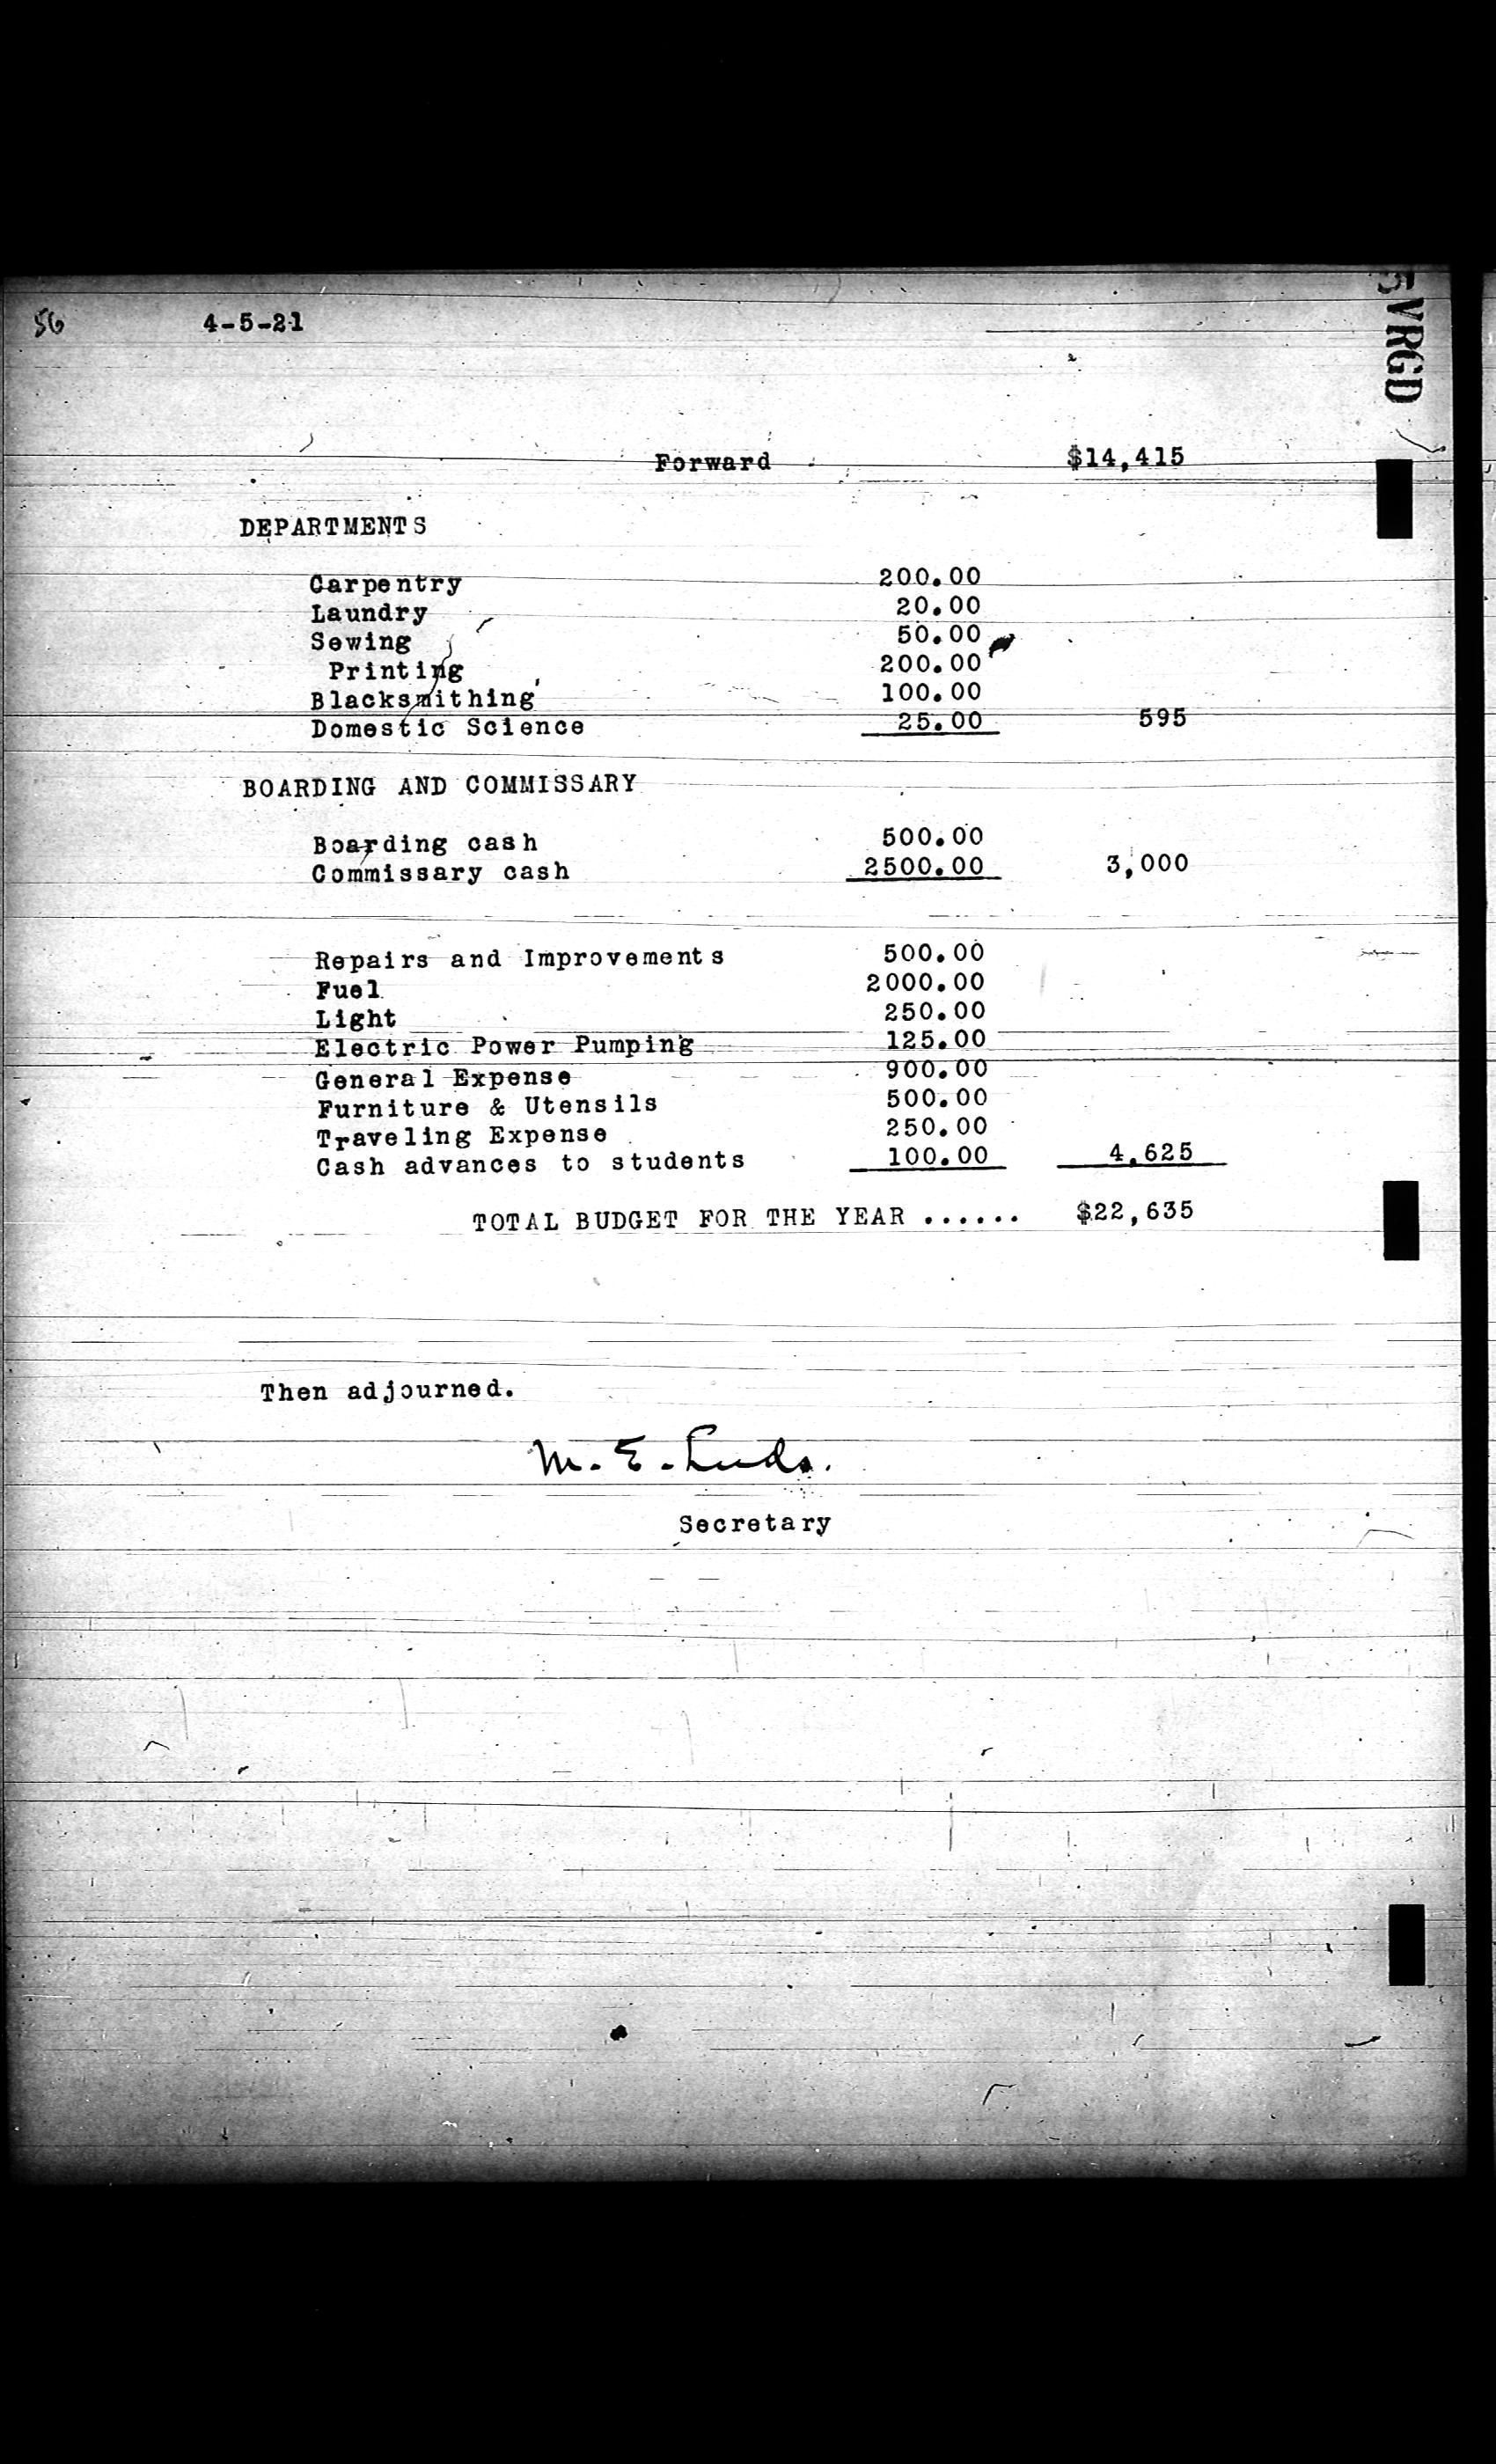 56 4-5-21
Forward $14,415
DEPARTMENTS
Carpentry 200.00
Laundry 20.00
Sewing 50.00
Printing 200.00
Blacksmithing 100.00
Domestic Science 25.00 595
BOARDING AND COMMISSARY
Boarding cash 500.00
Commissary cash 2500.00 3,000
Repairs and Improvements 500.00
Fuel 2000.00
Light 250.00
Electric Power Pumping 125.00
General Expense 900.00
Furniture & Utensils 500.00
Traveling Expense 250.00
Cash advances to students 100.00 4,625
TOTAL BUDGET FOR THE YEAR ...... $22,635
Then adjourned.
M. E.
Secretary
5VRGD